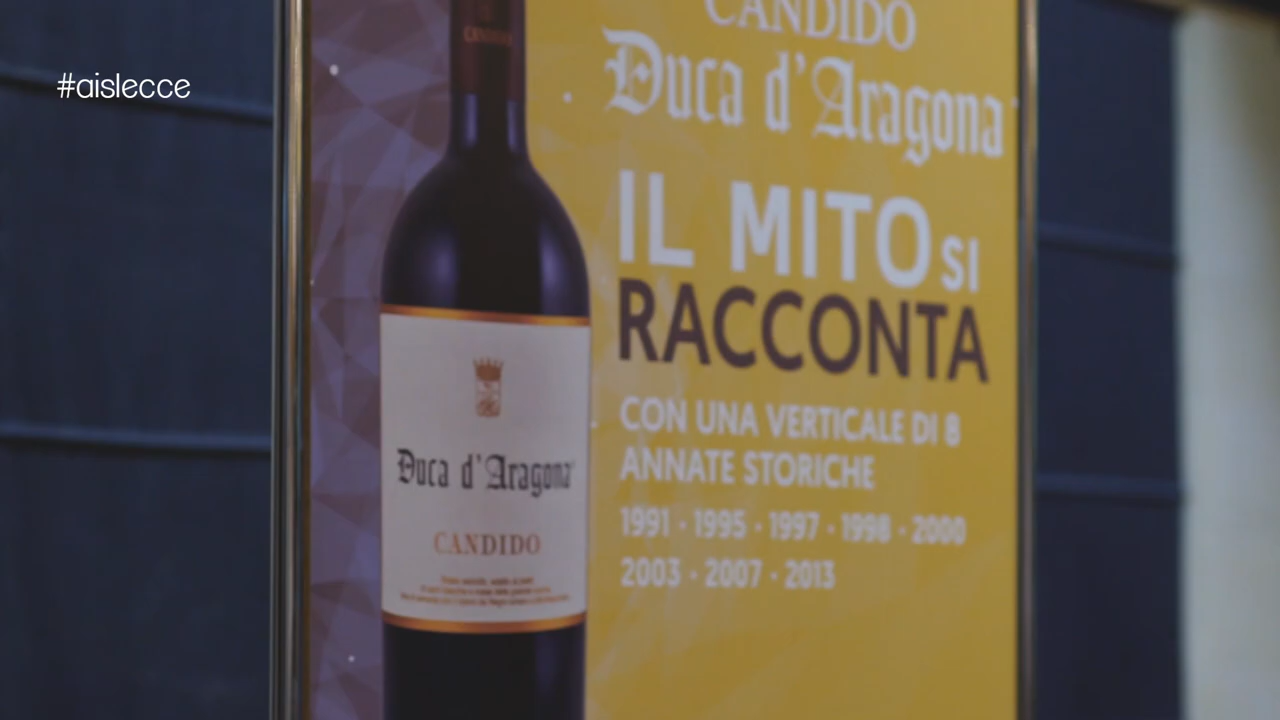 #aislecce
CANDIDO
Duca d'Aragona
IL MITO SI
RACCONTA
CON UNA VERTICALE DI 8
ANNATE STORICHE
1991 · 1995 · 1997 · 1998 · 2000
2003 · 2007 · 2013
CANDIDO
Duca d'Aragona
CANDIDO